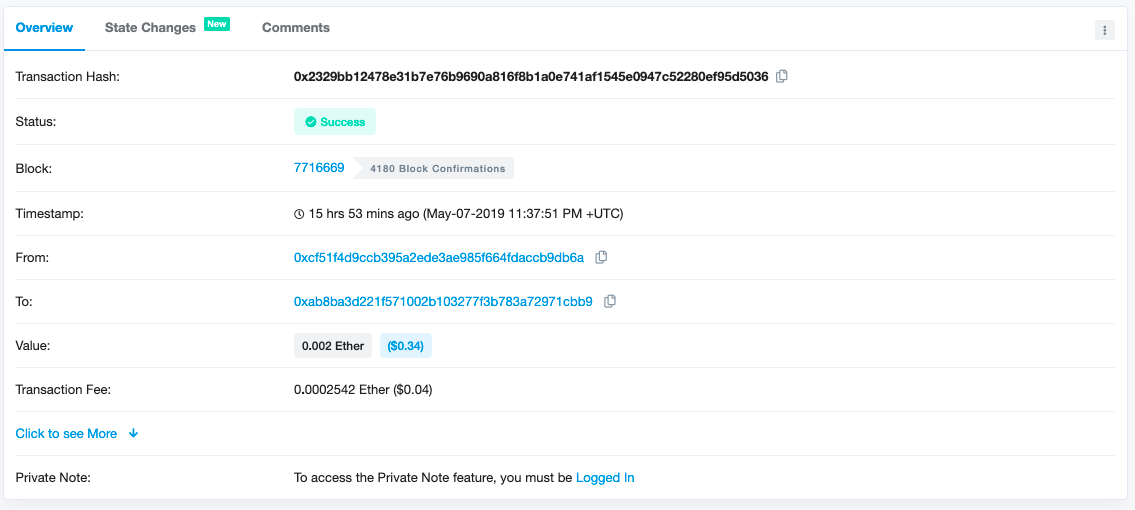 Overview State Changes New Comments
Transaction Hash: 0x2329bb12478e31b7e76b9690a816f8b1a0e741af1545e0947c52280ef95d5036
Status: Success
Block: 7716669 4180 Block Confirmations
Timestamp: 15 hrs 53 mins ago (May-07-2019 11:37:51 PM +UTC)
From: 0xcf51f4d9ccb395a2ede3ae985f664fdaccb9db6a
To: 0xab8ba3d221f571002b103277f3b783a72971cbb9
Value: 0.002 Ether ($0.34)
Transaction Fee: 0.0002542 Ether ($0.04)
Click to see More
Private Note: To access the Private Note feature, you must be Logged In